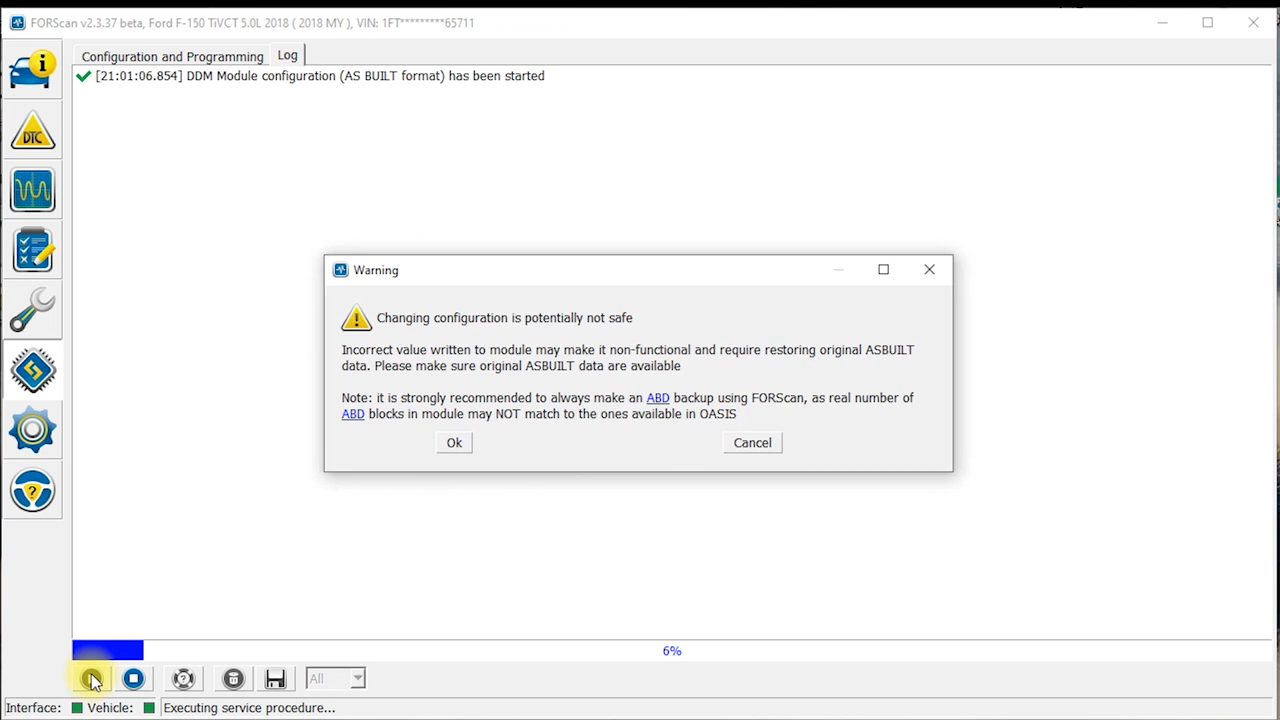 FORScan v2.3.37 beta, Ford F-150 TiVCT 5.0L 2018 ( 2018 MY ), VIN: 1FT*********65711
Configuration and Programming
Log
[21:01:06.854] DDM Module configuration (AS BUILT format) has been started
DTC
Warning
Changing configuration is potentially not safe
Incorrect value written to module may make it non-functional and require restoring original ASBUILT
data. Please make sure original ASBUILT data are available
Note: it is strongly recommended to always make an ABD backup using FORScan, as real number of
ABD blocks in module may NOT match to the ones available in OASIS
Ok
Cancel
6%
All
Interface:
Vehicle:
Executing service procedure...